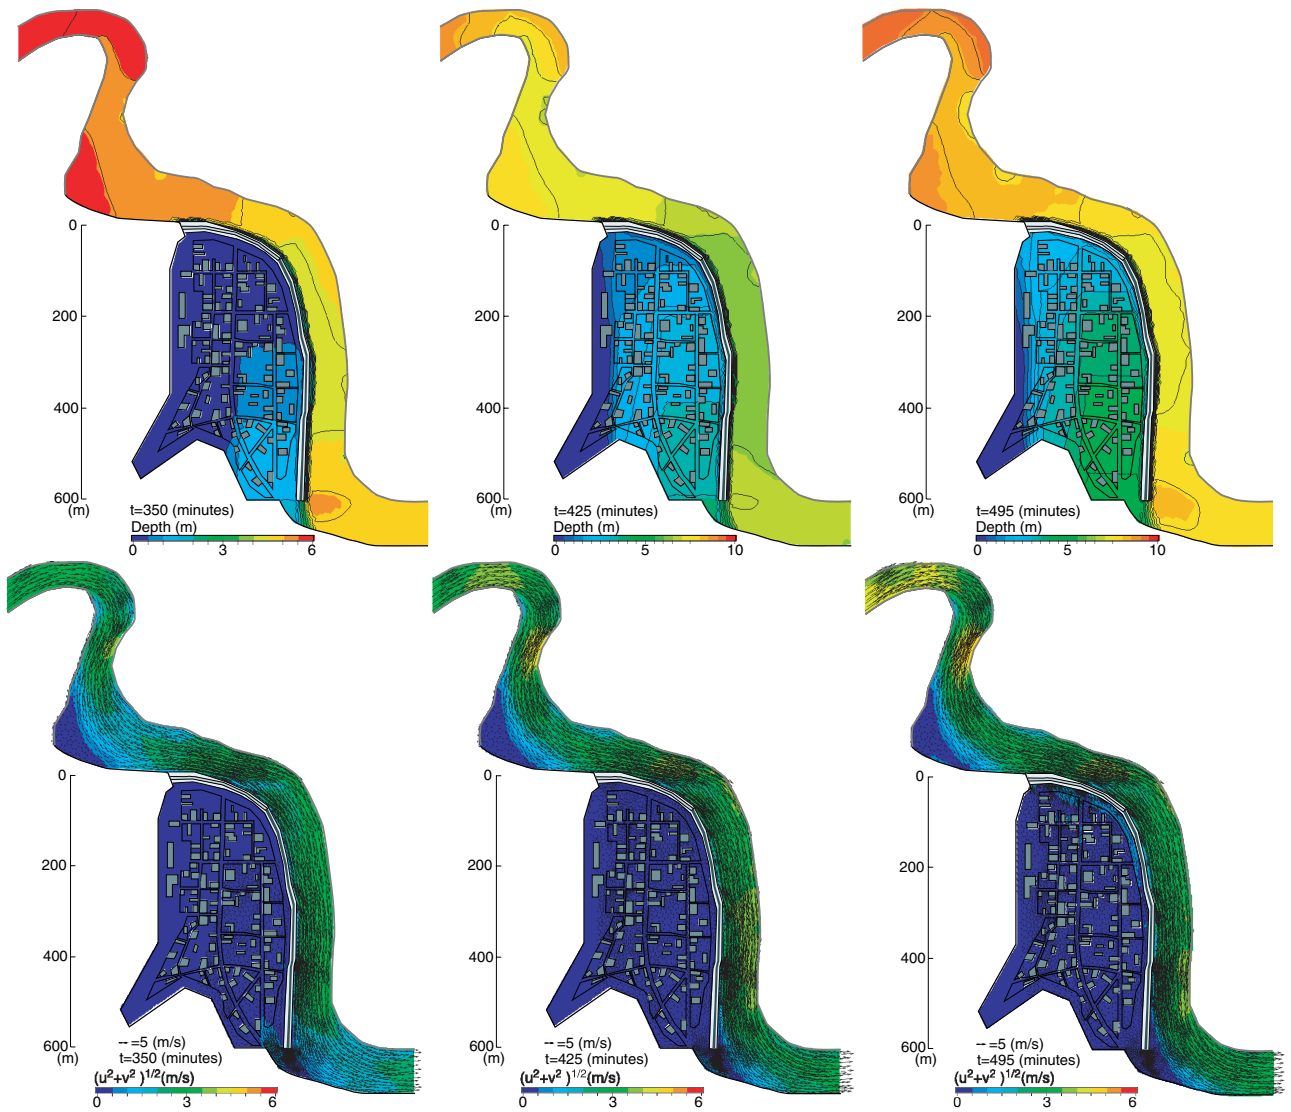 0
200
400
600
(m)
t=350 (minutes)
Depth (m)
0 3 6
0
200
400
600
(m)
t=425 (minutes)
Depth (m)
0 5 10
0
200
400
600
(m)
t=495 (minutes)
Depth (m)
0 5 10
0
200
400
600
(m)
=5 (m/s)
t=350 (minutes)
(u²+v² )¹/²(m/s)
0 3 6
0
200
400
600
(m)
=5 (m/s)
t=425 (minutes)
(u²+v² )¹/²(m/s)
0 3 6
0
200
400
600
(m)
=5 (m/s)
t=495 (minutes)
(u²+v² )¹/²(m/s)
0 3 6